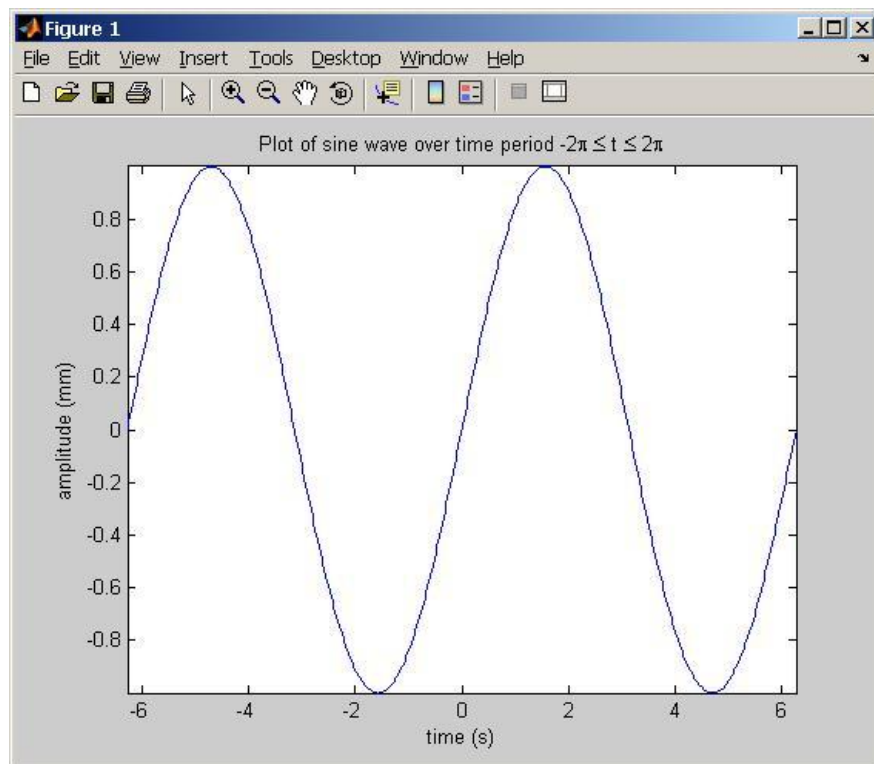 Figure 1
File Edit View Insert Tools Desktop Window Help
Plot of sine wave over time period -2π ≤ t ≤ 2π
0.8
0.6
0.4
0.2
0
-0.2
-0.4
-0.6
-0.8
amplitude (mm)
-6 -4 -2 0 2 4 6
time (s)